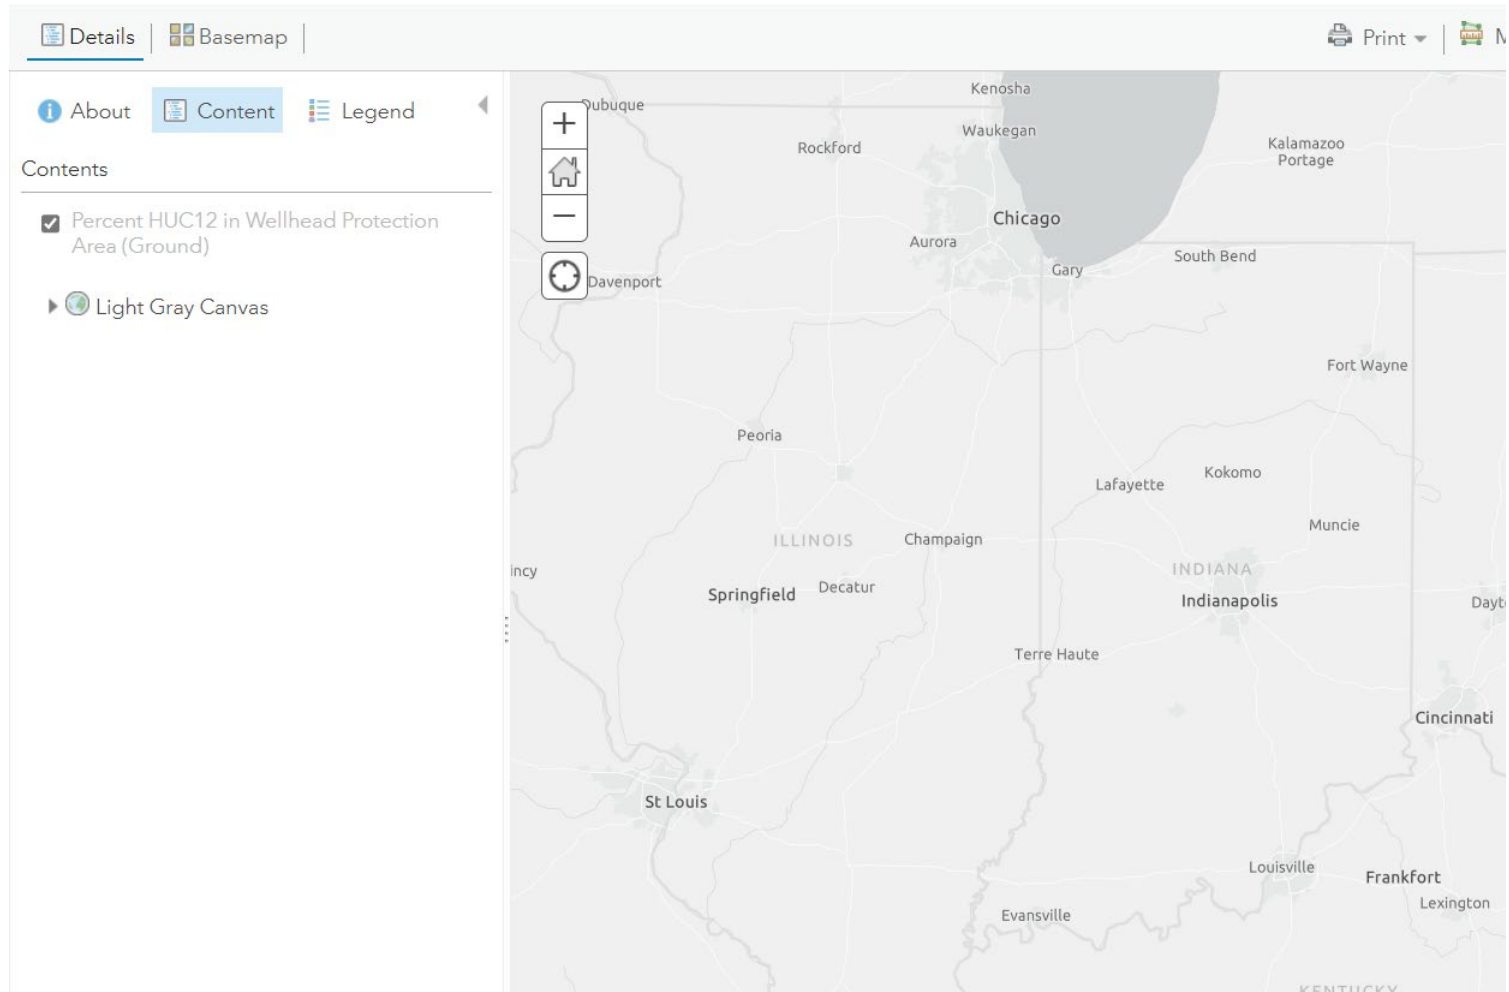 Details
Basemap
Print
M
About
Content
Legend
Contents
Percent HUC12 in Wellhead Protection
Area (Ground)
Light Gray Canvas
Kenosha
Dubuque
Waukegan
Rockford
Kalamazoo
Portage
Chicago
Aurora
South Bend
Gary
Davenport
Fort Wayne
Peoria
Kokomo
Lafayette
Muncie
ILLINOIS
Champaign
INDIANA
incy
Springfield
Decatur
Indianapolis
Dayt
Terre Haute
Cincinnati
St Louis
Louisville
Frankfort
Lexington
Evansville
KENTUCKY